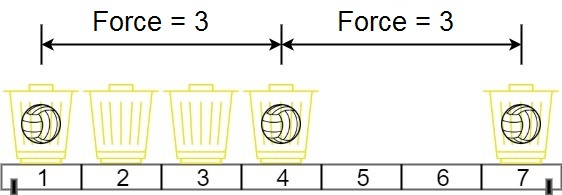 Force = 3 Force = 3
1 2 3 4 5 6 7